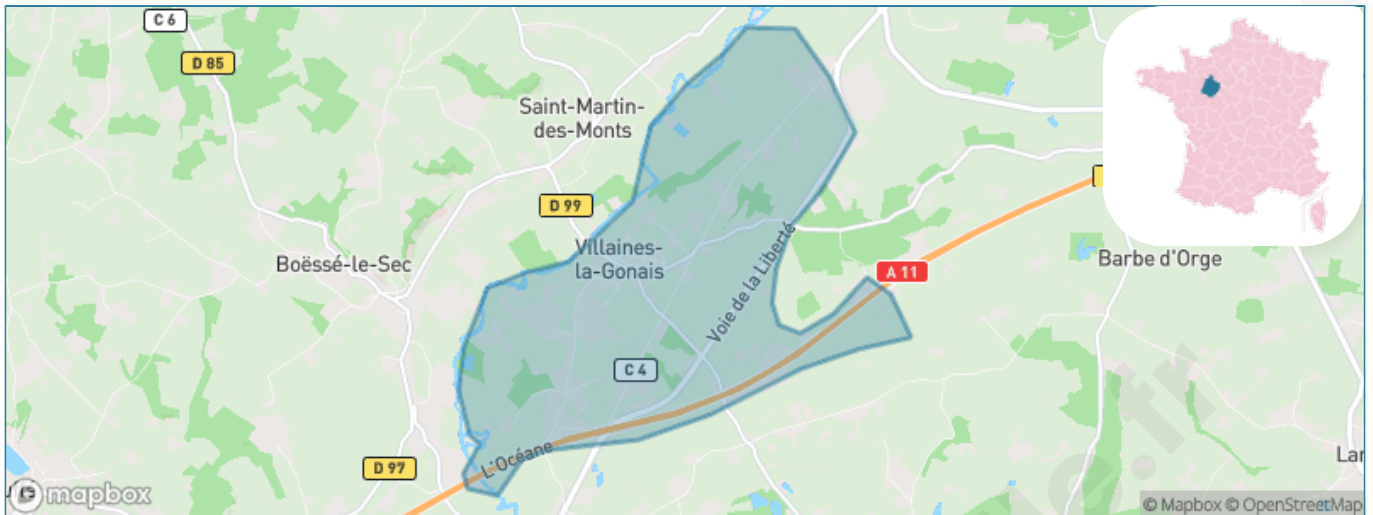 C 6
D 85
Saint-Martin-
des-Monts
D 99
Villaines-
la-Gonais
Boëssé-le-Sec
Voie de la Liberté
A 11
Barbe d'Orge
C 4
L'Océane
D 97
mapbox
© Mapbox © OpenStreetMap